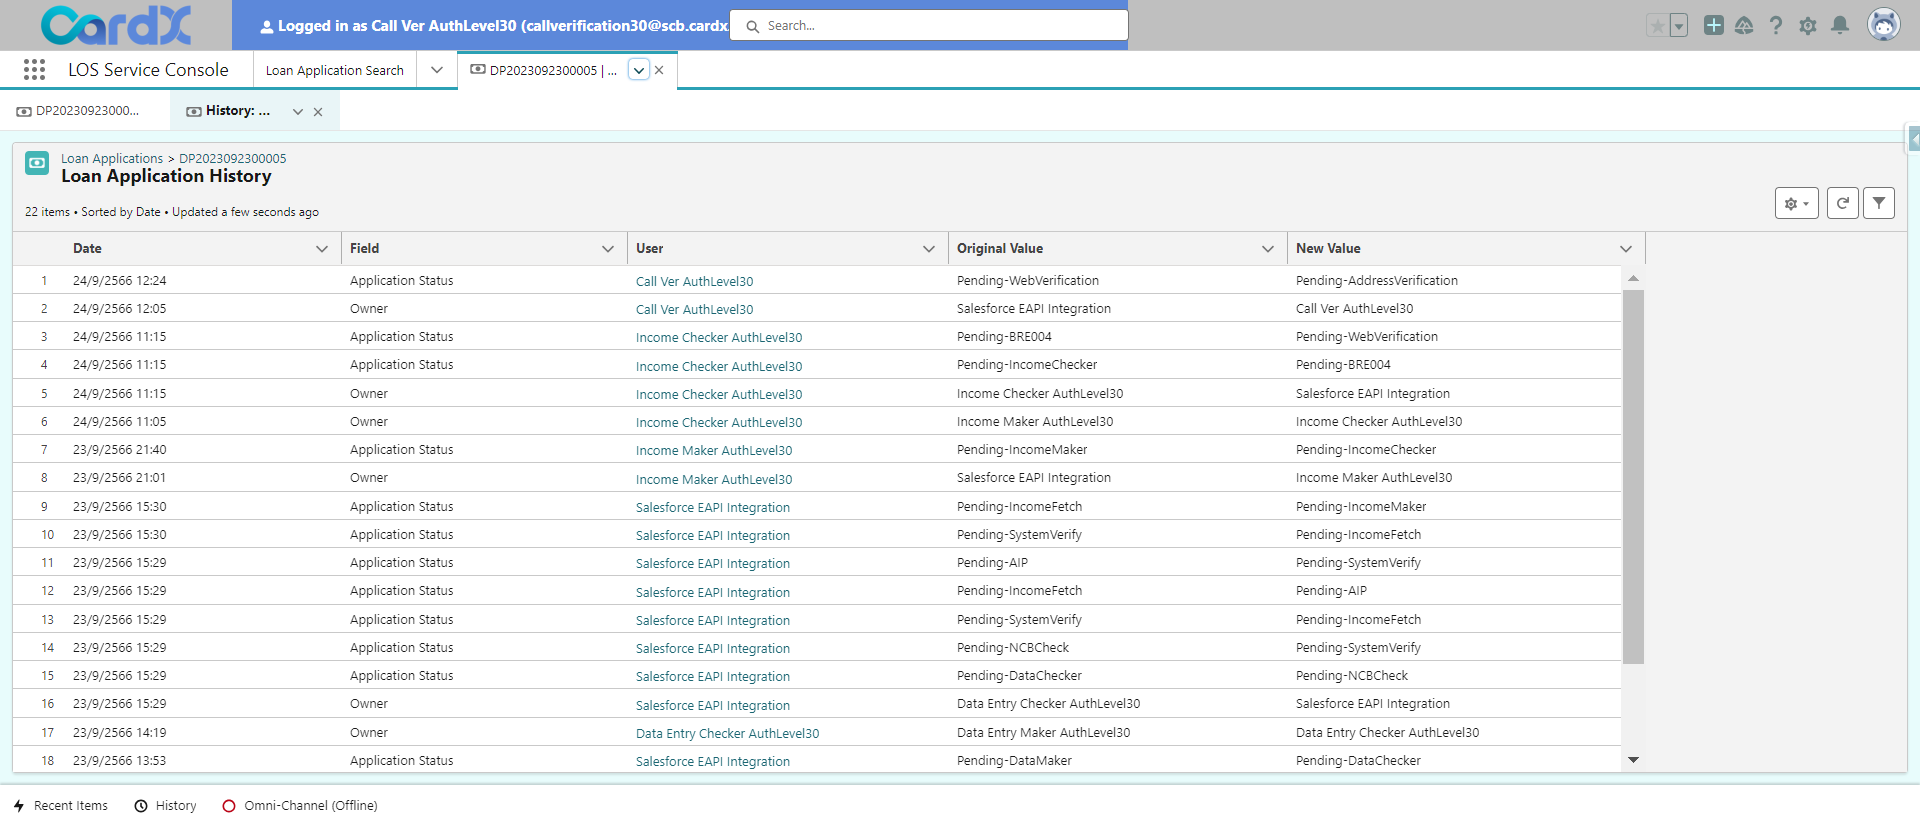 CardX
Logged in as Call Ver AuthLevel30 (callverification30@scb.cardx.
Search...
LOS Service Console
Loan Application Search
DP2023092300005 | ...
DP20230923000...
History: ...
Loan Applications > DP2023092300005
Loan Application History
22 items • Sorted by Date • Updated a few seconds ago
Date Field User Original Value New Value
1 24/9/2566 12:24 Application Status Call Ver AuthLevel30 Pending-WebVerification Pending-AddressVerification
2 24/9/2566 12:05 Owner Call Ver AuthLevel30 Salesforce EAPI Integration Call Ver AuthLevel30
3 24/9/2566 11:15 Application Status Income Checker AuthLevel30 Pending-BRE004 Pending-WebVerification
4 24/9/2566 11:15 Application Status Income Checker AuthLevel30 Pending-IncomeChecker Pending-BRE004
5 24/9/2566 11:15 Owner Income Checker AuthLevel30 Income Checker AuthLevel30 Salesforce EAPI Integration
6 24/9/2566 11:05 Owner Income Checker AuthLevel30 Income Maker AuthLevel30 Income Checker AuthLevel30
7 23/9/2566 21:40 Application Status Income Maker AuthLevel30 Pending-IncomeMaker Pending-IncomeChecker
8 23/9/2566 21:01 Owner Income Maker AuthLevel30 Salesforce EAPI Integration Income Maker AuthLevel30
9 23/9/2566 15:30 Application Status Salesforce EAPI Integration Pending-IncomeFetch Pending-IncomeMaker
10 23/9/2566 15:30 Application Status Salesforce EAPI Integration Pending-SystemVerify Pending-IncomeFetch
11 23/9/2566 15:29 Application Status Salesforce EAPI Integration Pending-AIP Pending-SystemVerify
12 23/9/2566 15:29 Application Status Salesforce EAPI Integration Pending-IncomeFetch Pending-AIP
13 23/9/2566 15:29 Application Status Salesforce EAPI Integration Pending-SystemVerify Pending-IncomeFetch
14 23/9/2566 15:29 Application Status Salesforce EAPI Integration Pending-NCBCheck Pending-SystemVerify
15 23/9/2566 15:29 Application Status Salesforce EAPI Integration Pending-DataChecker Pending-NCBCheck
16 23/9/2566 15:29 Owner Salesforce EAPI Integration Data Entry Checker AuthLevel30 Salesforce EAPI Integration
17 23/9/2566 14:19 Owner Data Entry Checker AuthLevel30 Data Entry Maker AuthLevel30 Data Entry Checker AuthLevel30
18 23/9/2566 13:53 Application Status Salesforce EAPI Integration Pending-DataMaker Pending-DataChecker
Recent Items History Omni-Channel (Offline)